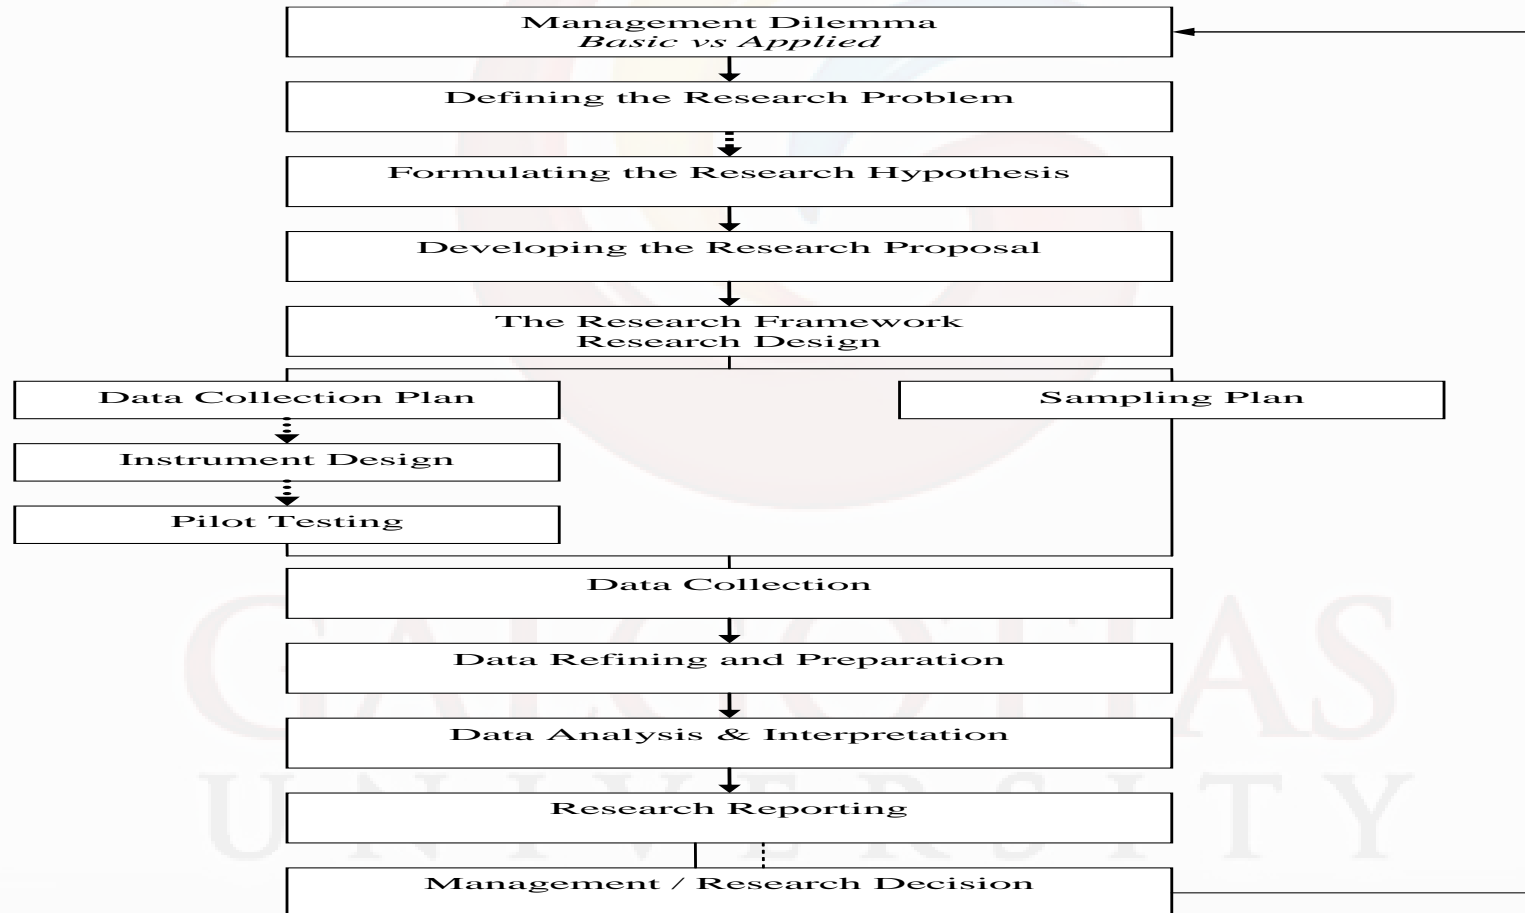 Management Dilemma
Basic vs Applied
Defining the Research Problem
Formulating the Research Hypothesis
Developing the Research Proposal
The Research Framework
Research Design
Data Collection Plan
Sampling Plan
Instrument Design
Pilot Testing
Data Collection
Data Refining and Preparation
Data Analysis & Interpretation
Research Reporting
Management / Research Decision
GALGOTIAS
UNIVERSITY